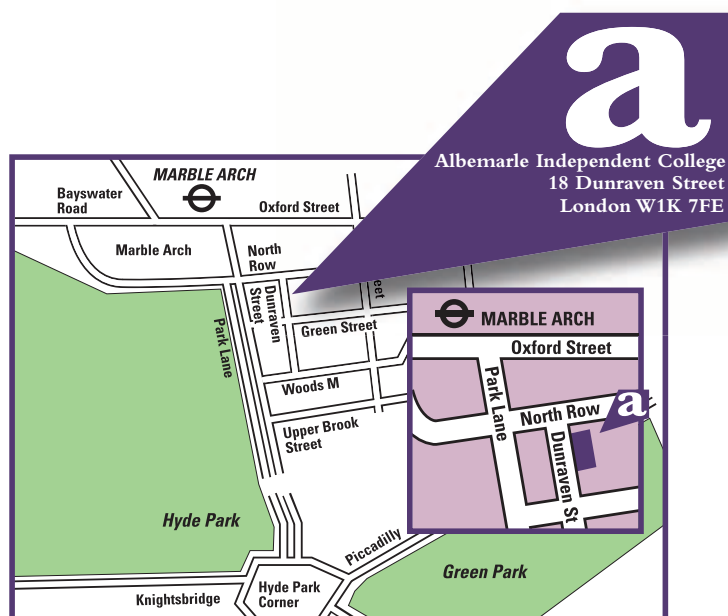 a
Albemarle Independent College
18 Dunraven Street
London W1K 7FE
MARBLE ARCH
Bayswater
Road
Oxford Street
Marble Arch
North
Row
Dunraven
Street
eet
Green Street
Park Lane
Woods M
Upper Brook
Street
Hyde Park
Piccadilly
Green Park
Knightsbridge
Hyde Park
Corner
MARBLE ARCH
Oxford Street
Park Lane
North Row
a
Dunraven St